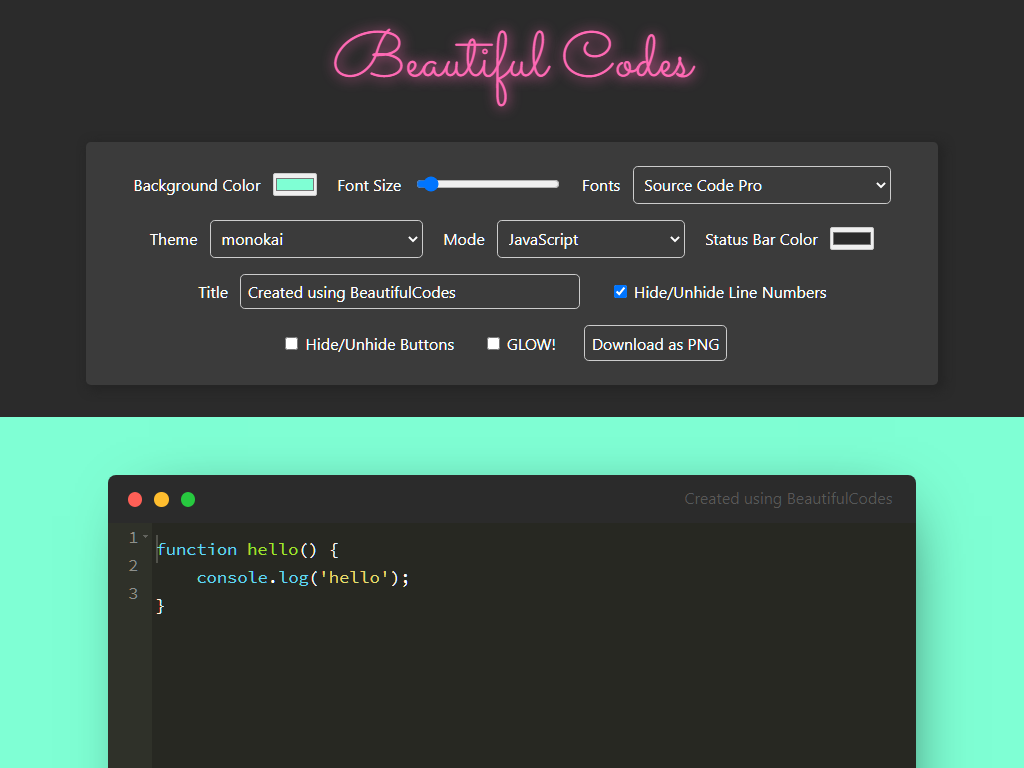 Beautiful Codes
Background Color Font Size Fonts Source Code Pro
Theme monokai Mode JavaScript Status Bar Color
Title Created using BeautifulCodes Hide/Unhide Line Numbers
Hide/Unhide Buttons GLOW! Download as PNG
Created using BeautifulCodes
1 function hello() {
2     console.log('hello');
3 }